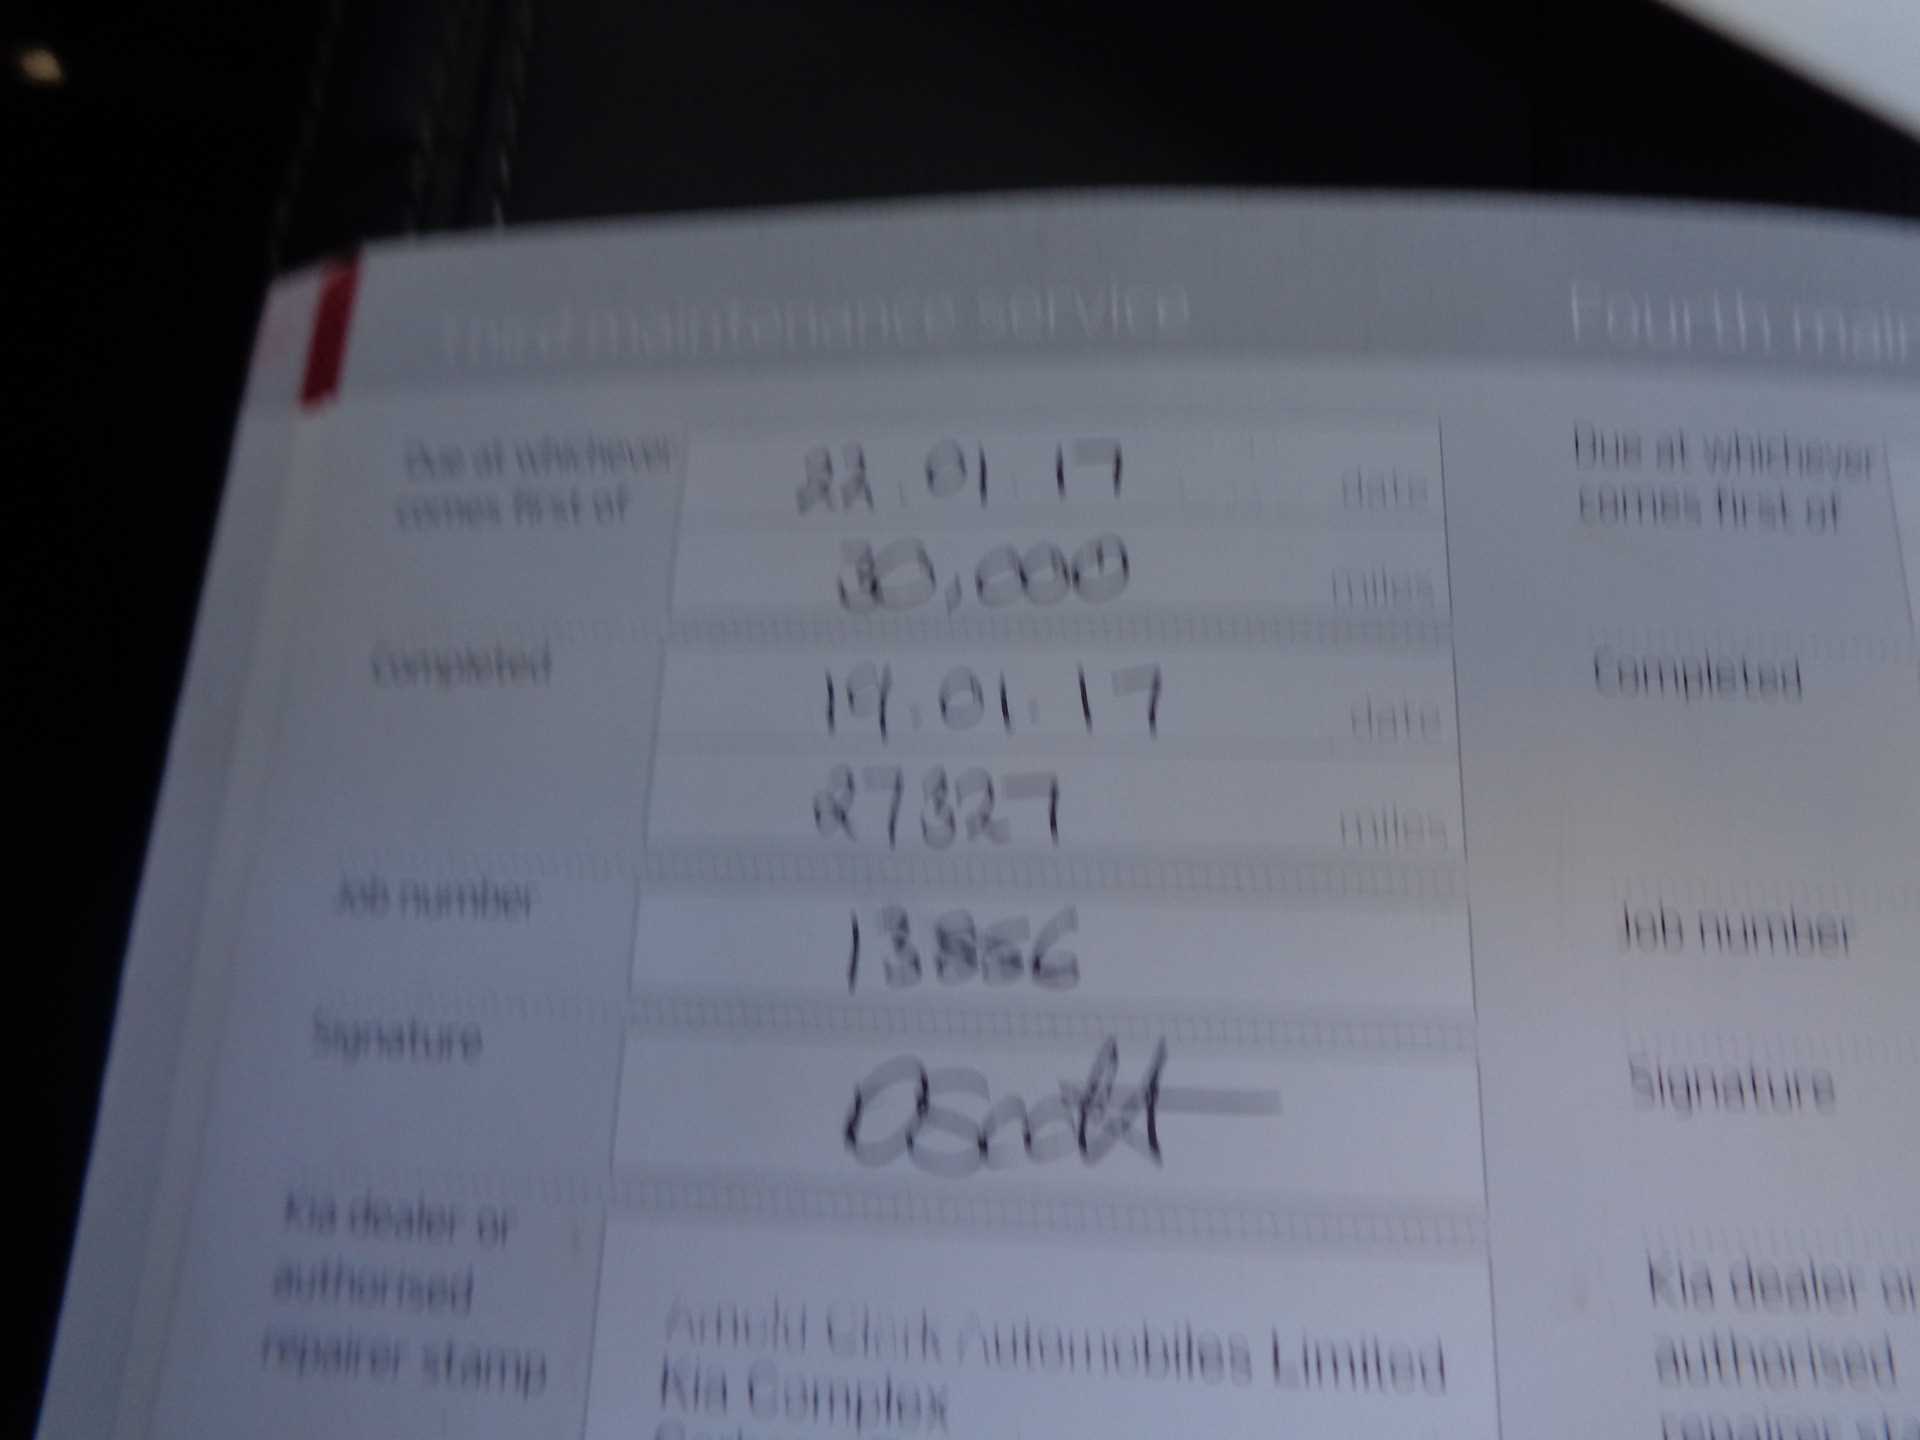 Third maintenance service
Due at whichever comes first of
22.01.17 date
30,000 miles
Completed
19.01.17 date
27327 miles
Job number
Signature
Kia dealer or authorised repairer stamp
Arnold Clark Automobiles Limited
Kia Complex
Fourth
Due at whichever comes first of
Completed
Job number
Signature
Kia dealer or
authorised